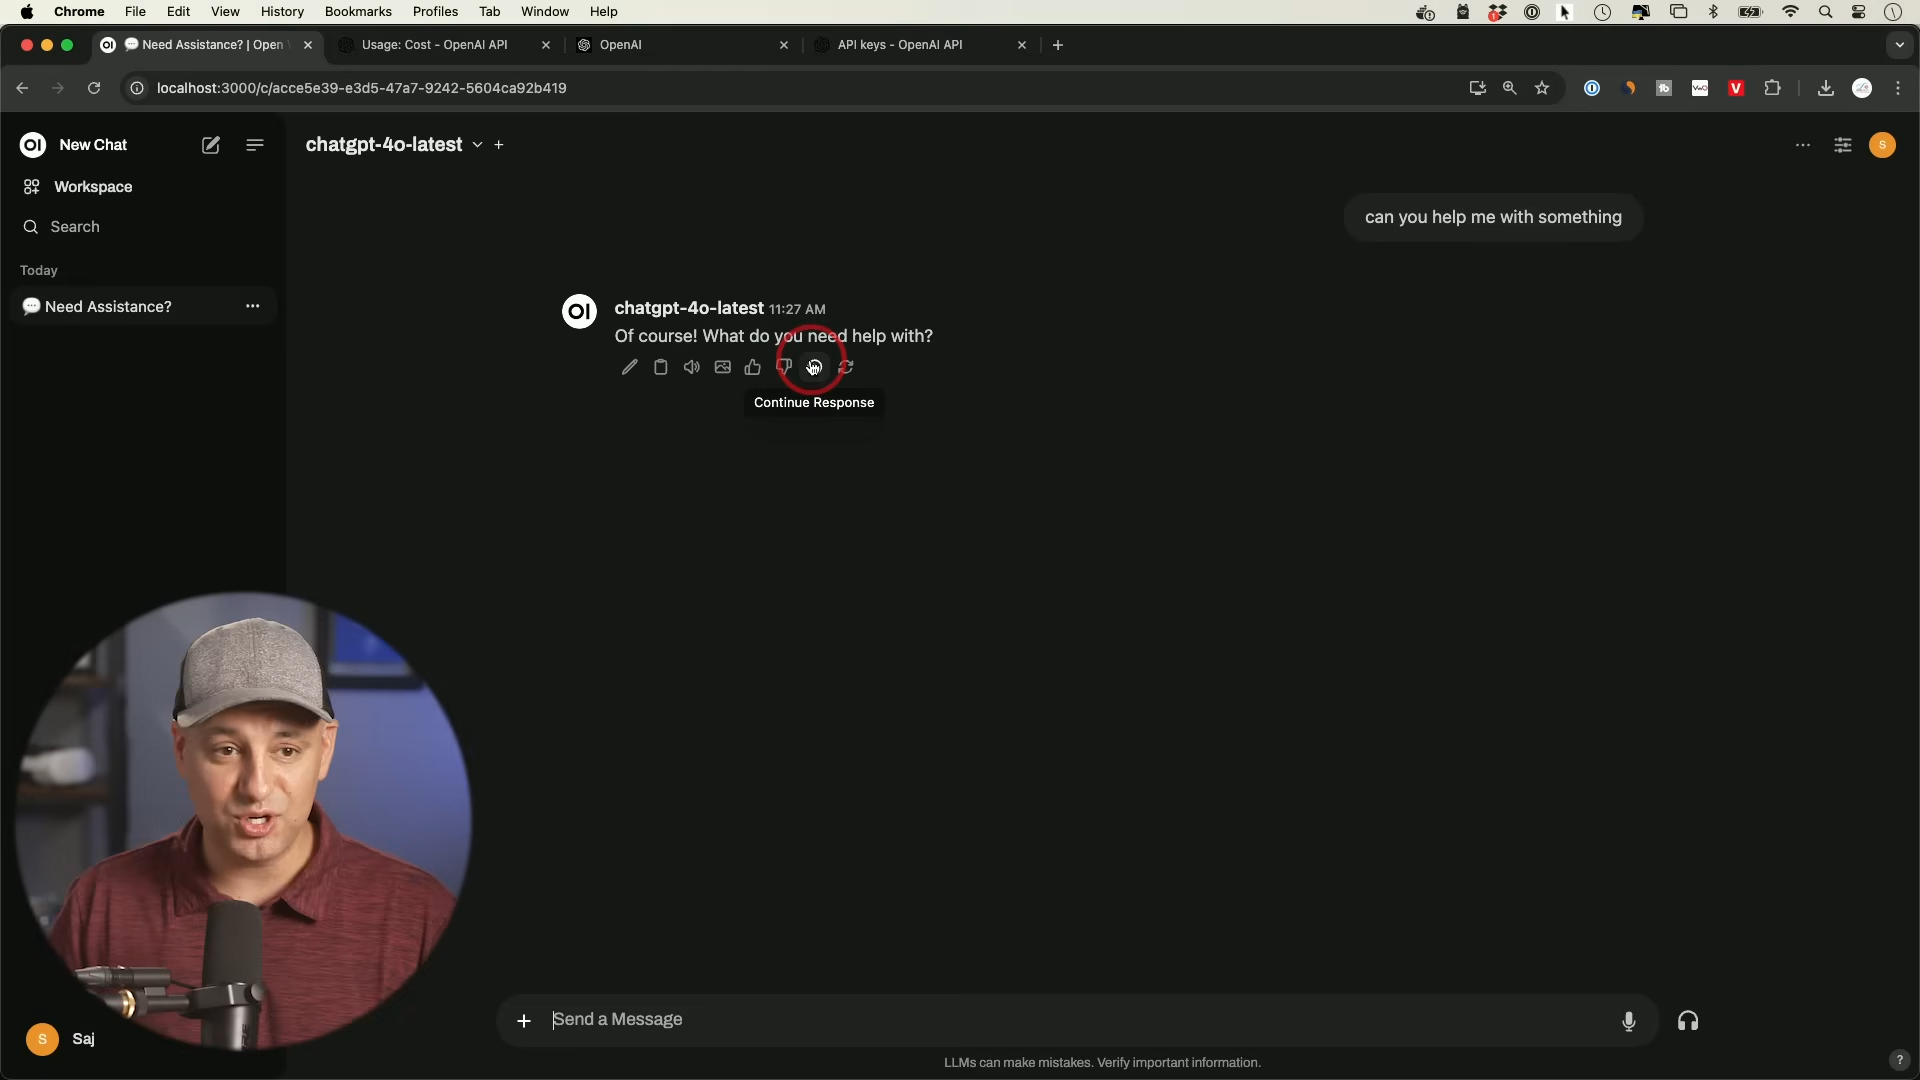 Chrome File Edit View History Bookmarks Profiles Tab Window Help
OI Need Assistance? | Open
Usage: Cost - OpenAI API
OpenAI
API keys - OpenAI API
localhost:3000/c/acce5e39-e3d5-47a7-9242-5604ca92b419
OI New Chat
chatgpt-4o-latest
S
Workspace
can you help me with something
Search
Today
Need Assistance?
OI chatgpt-4o-latest 11:27 AM
Of course! What do you need help with?
Continue Response
Send a Message
S Saj
LLMs can make mistakes. Verify important information.
?